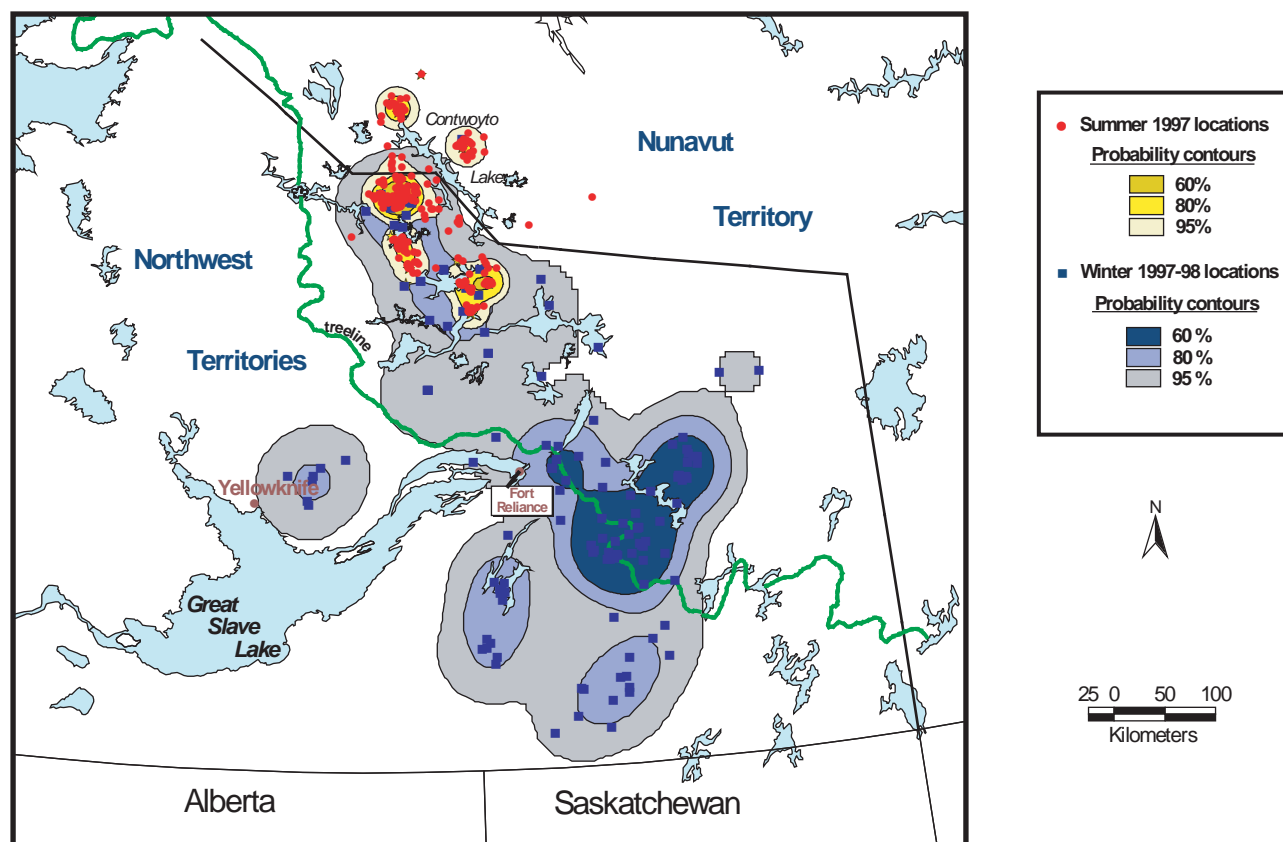 Contwoyto
Lake
Nunavut
Territory
Northwest
Territories
treeline
Yellowknife
Fort
Reliance
Great
Slave
Lake
Alberta
Saskatchewan
Summer 1997 locations
Probability contours
60%
80%
95%
Winter 1997-98 locations
Probability contours
60 %
80 %
95 %
N
25 0 50 100
Kilometers